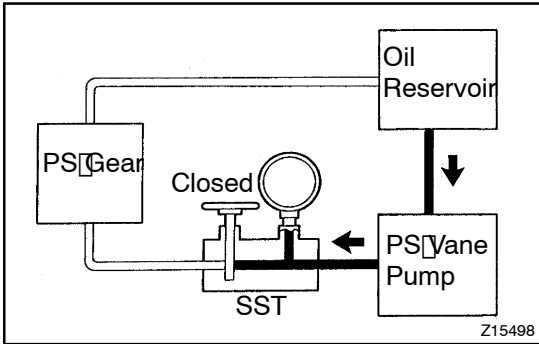 Oil
Reservoir
PS▯Gear
Closed
PS▯Vane
Pump
SST
Z15498